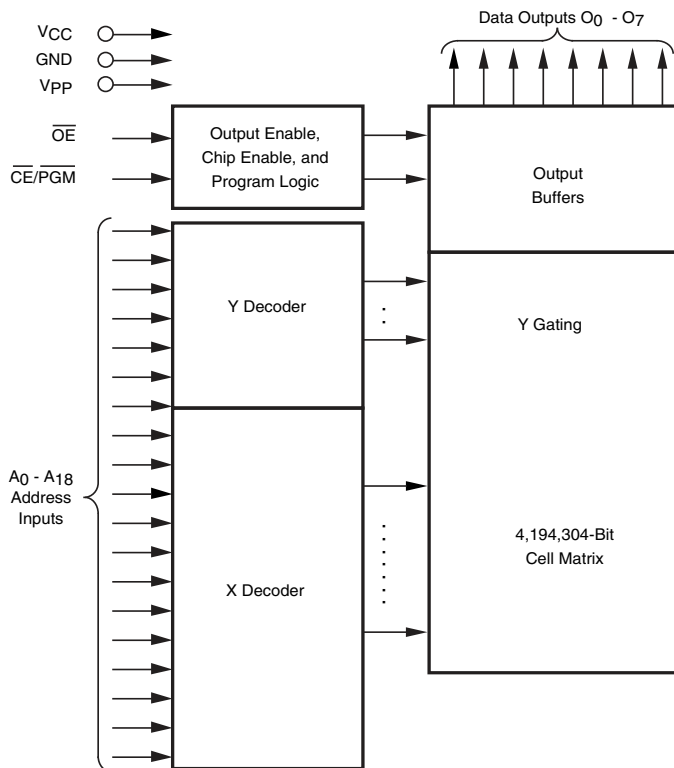 VCC
GND
VPP
Data Outputs O0 - O7
OE
CE/PGM
Output Enable,
Chip Enable, and
Program Logic
Output
Buffers
Y Decoder
Y Gating
A0 - A18
Address
Inputs
X Decoder
4,194,304-Bit
Cell Matrix